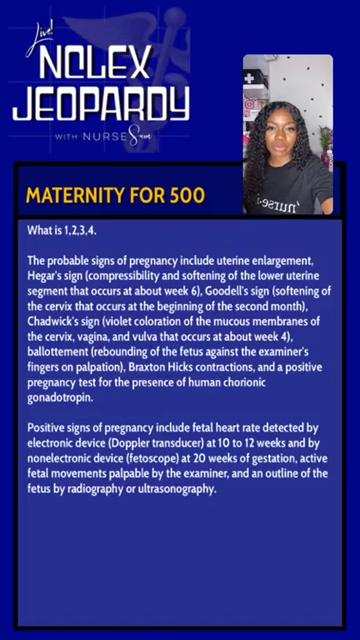 Live!
NCLEX
JEOPARDY
WITH NURSE Sam
MATERNITY FOR 500
What is 1,2,3,4.
The probable signs of pregnancy include uterine enlargement,
Hegar's sign (compressibility and softening of the lower uterine
segment that occurs at about week 6), Goodell's sign (softening of
the cervix that occurs at the beginning of the second month),
Chadwick's sign (violet coloration of the mucous membranes of
the cervix, vagina, and vulva that occurs at about week 4),
ballottement (rebounding of the fetus against the examiner's
fingers on palpation), Braxton Hicks contractions, and a positive
pregnancy test for the presence of human chorionic
gonadotropin.
Positive signs of pregnancy include fetal heart rate detected by
electronic device (Doppler transducer) at 10 to 12 weeks and by
nonelectronic device (fetoscope) at 20 weeks of gestation, active
fetal movements palpable by the examiner, and an outline of the
fetus by radiography or ultrasonography.